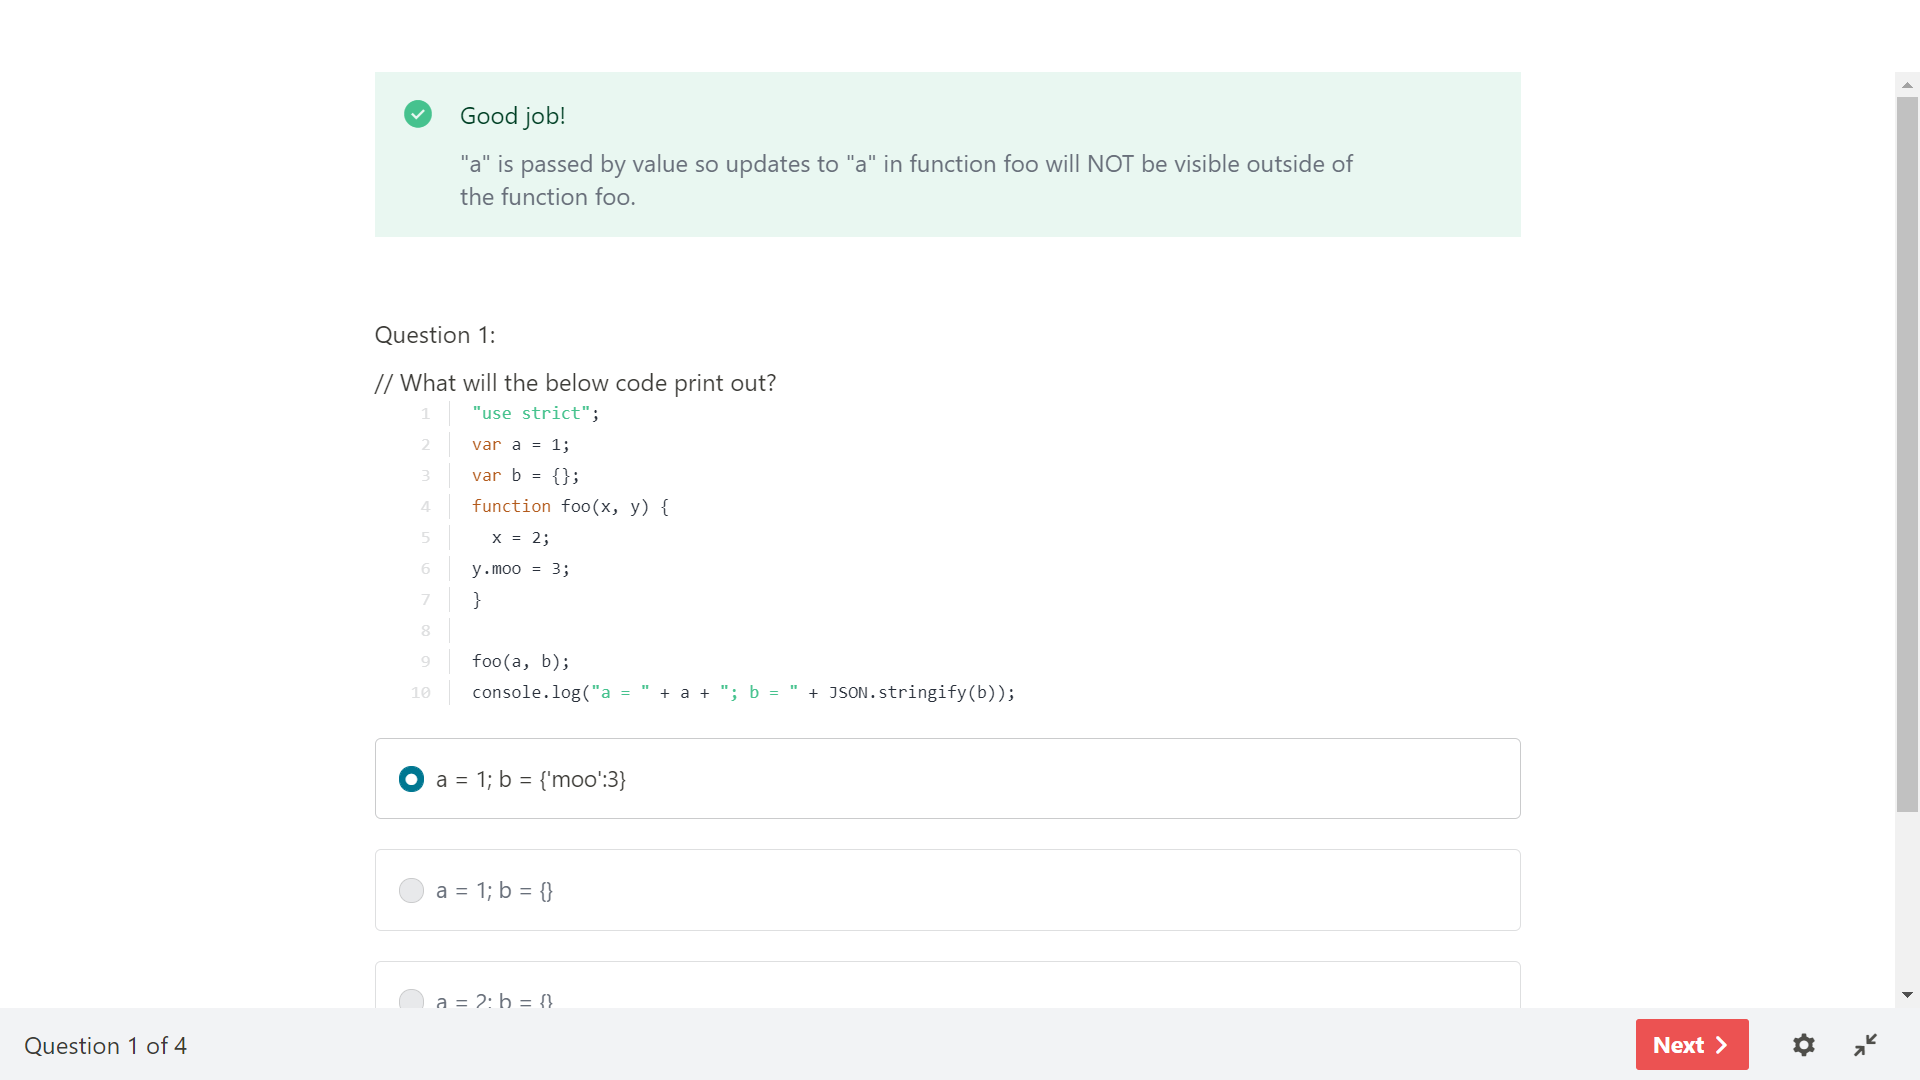 Good job!
"a" is passed by value so updates to "a" in function foo will NOT be visible outside of
the function foo.
Question 1:
// What will the below code print out?
1 "use strict";
2 var a = 1;
3 var b = {};
4 function foo(x, y) {
5 x = 2;
6 y.moo = 3;
7 }
8
9 foo(a, b);
10 console.log("a = " + a + "; b = " + JSON.stringify(b));
a = 1; b = {'moo':3}
a = 1; b = {}
a = 2; b = {}
Question 1 of 4
Next